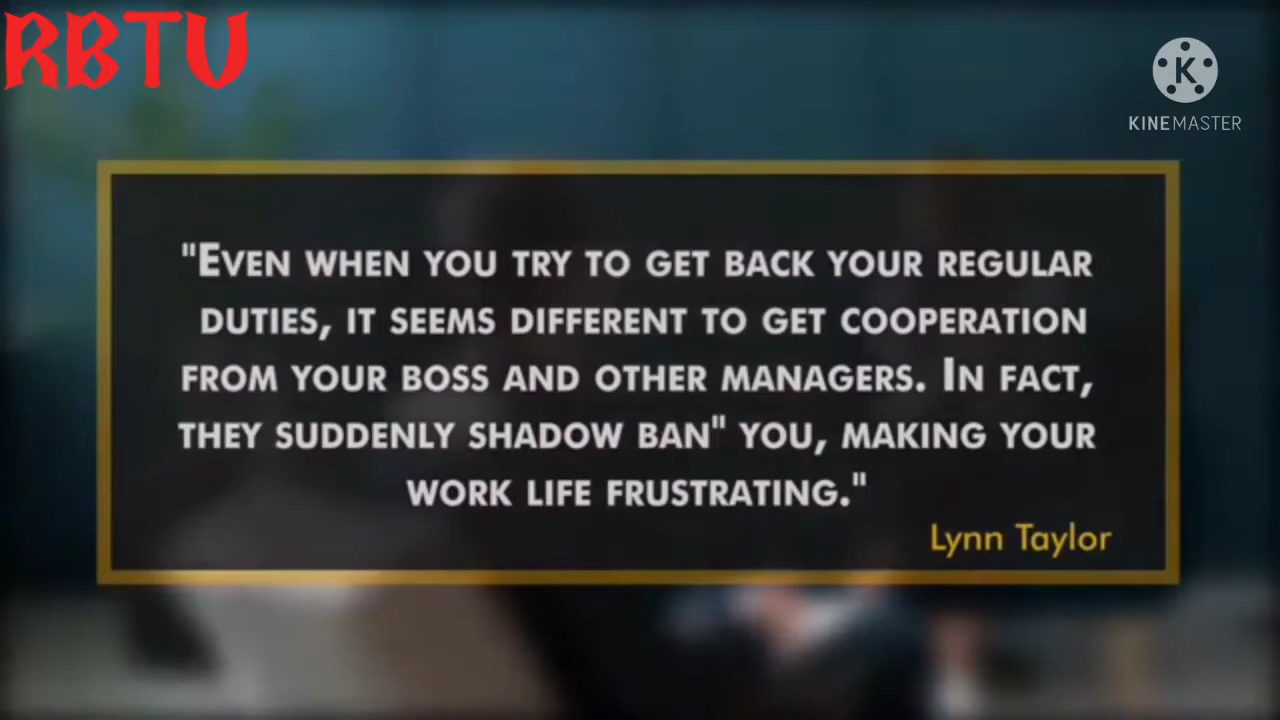 RBTV
K
KINEMASTER
"EVEN WHEN YOU TRY TO GET BACK YOUR REGULAR
DUTIES, IT SEEMS DIFFERENT TO GET COOPERATION
FROM YOUR BOSS AND OTHER MANAGERS. IN FACT,
THEY SUDDENLY SHADOW BAN" YOU, MAKING YOUR
WORK LIFE FRUSTRATING."
Lynn Taylor